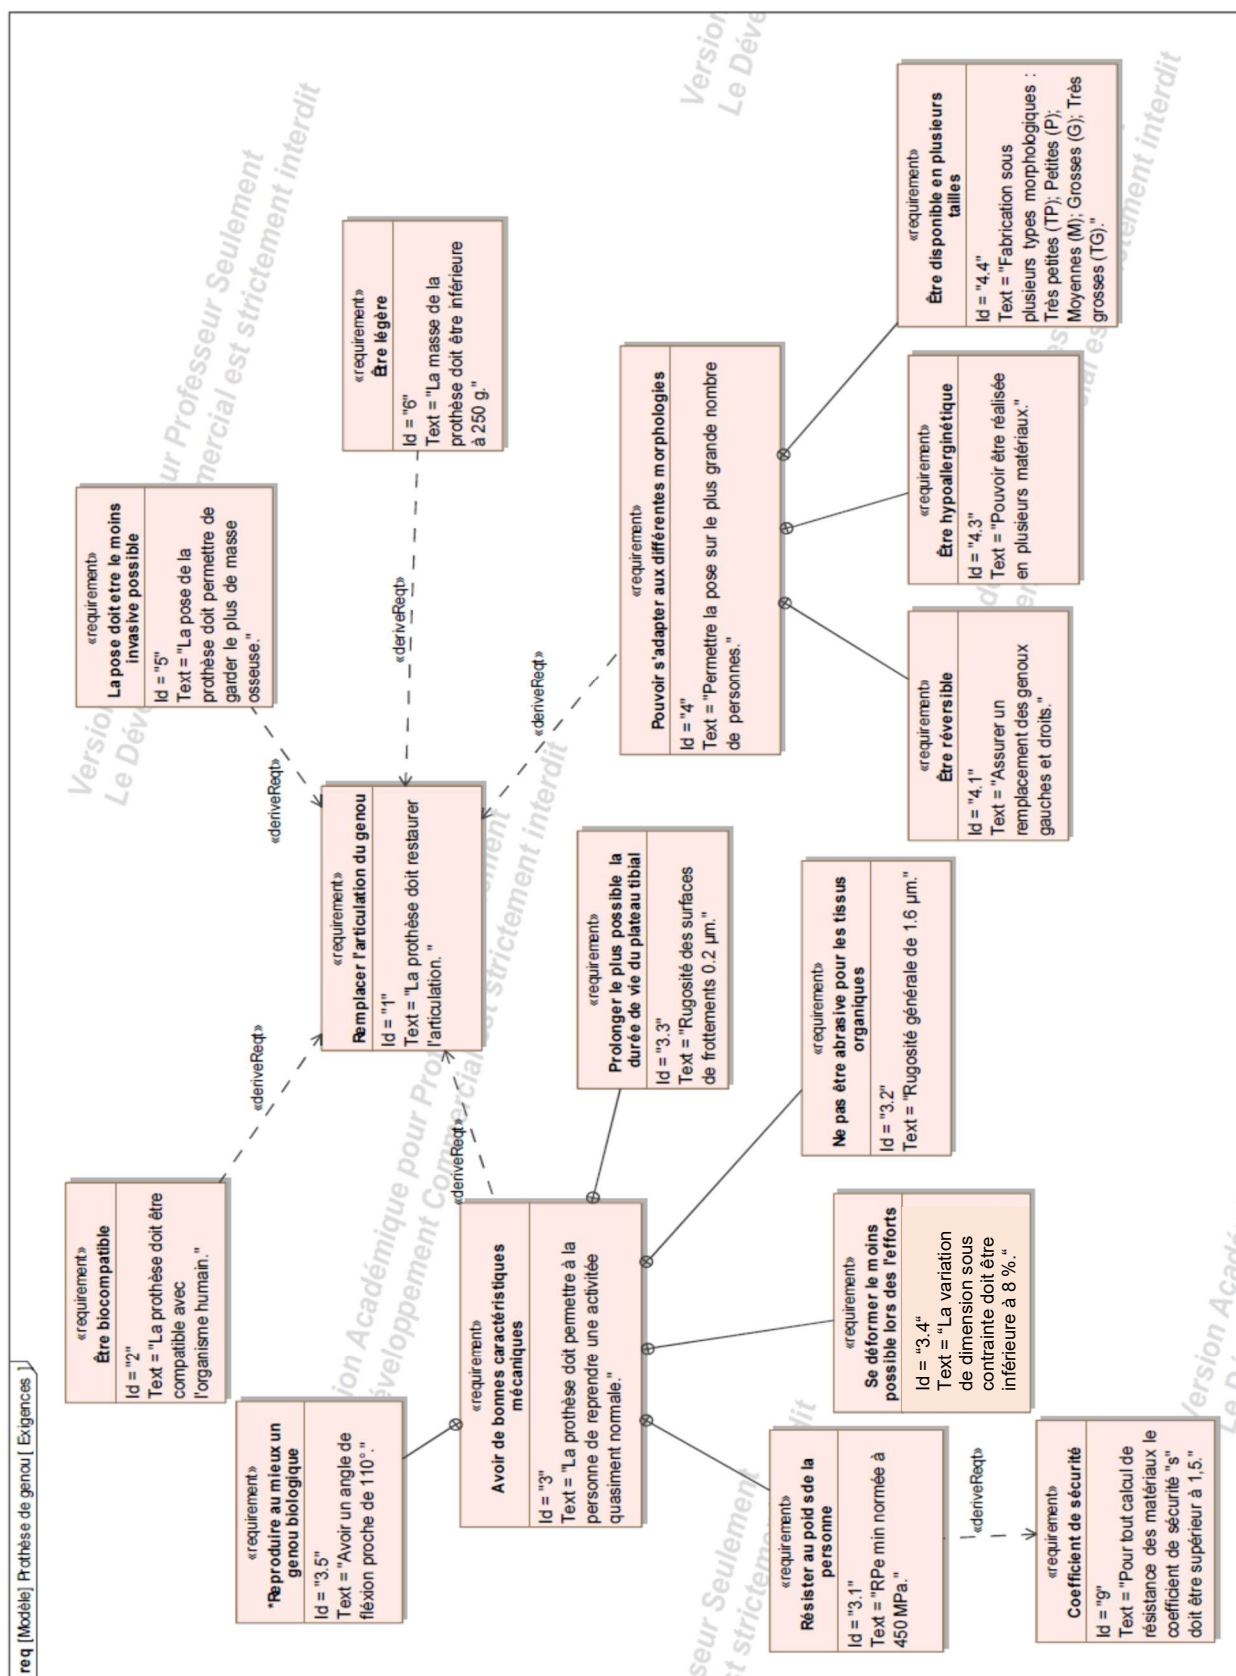 req [Modèle] Prothèse de genou [ Exigences ]
«requirement»
Être biocompatible
Id = "2"
Text = "La prothèse doit être
compatible avec
l'organisme humain."
«deriveReqt»
«requirement»
La pose doit etre le moins
invasive possible
Id = "5"
Text = "La pose de la
prothèse doit permettre de
garder le plus de masse
osseuse."
«deriveReqt»
«requirement»
*Reproduire au mieux un
genou biologique
Id = "3.5"
Text = "Avoir un angle de
fléxion proche de 110°."
«requirement»
Remplacer l'articulation du genou
Id = "1"
Text = "La prothèse doit restaurer
l'articulation."
«deriveReqt»
«requirement»
Être légère
Id = "6"
Text = "La masse de la
prothèse doit être inférieure
à 250 g."
«deriveReqt»
«deriveReqt»
«requirement»
Avoir de bonnes caractéristiques
mécaniques
Id = "3"
Text = "La prothèse doit permettre à la
personne de reprendre une activitée
quasiment normale."
«requirement»
Prolonger le plus possible la
durée de vie du plateau tibial
Id = "3.3"
Text = "Rugosité des surfaces
de frottements 0.2 µm."
«requirement»
Pouvoir s'adapter aux différentes morphologies
Id = "4"
Text = "Permettre la pose sur le plus grande nombre
de personnes."
«requirement»
Résister au poids de la
personne
Id = "3.1"
Text = "RPe min normée à
450 MPa."
«deriveReqt»
«requirement»
Se déformer le moins
possible lors des l'efforts
Id = "3.4"
Text = "La variation
de dimension sous
contrainte doit être
inférieure à 8 %."
«requirement»
Ne pas être abrasive pour les tissus
organiques
Id = "3.2"
Text = "Rugosité générale de 1.6 µm."
«requirement»
Être réversible
Id = "4.1"
Text = "Assurer un
remplacement des genoux
gauches et droits."
«requirement»
Être hypoallerginétique
Id = "4.3"
Text = "Pouvoir être réalisée
en plusieurs matériaux."
«requirement»
Être disponible en plusieurs
tailles
Id = "4.4"
Text = "Fabrication sous
plusieurs types morphologiques :
Très petites (TP); Petites (P);
Moyennes (M); Grosses (G); Très
grosses (TG)."
«requirement»
Coefficient de sécurité
Id = "9"
Text = "Pour tout calcul de
résistance des matériaux le
coefficient de sécurité "s"
doit être supérieur à 1,5."